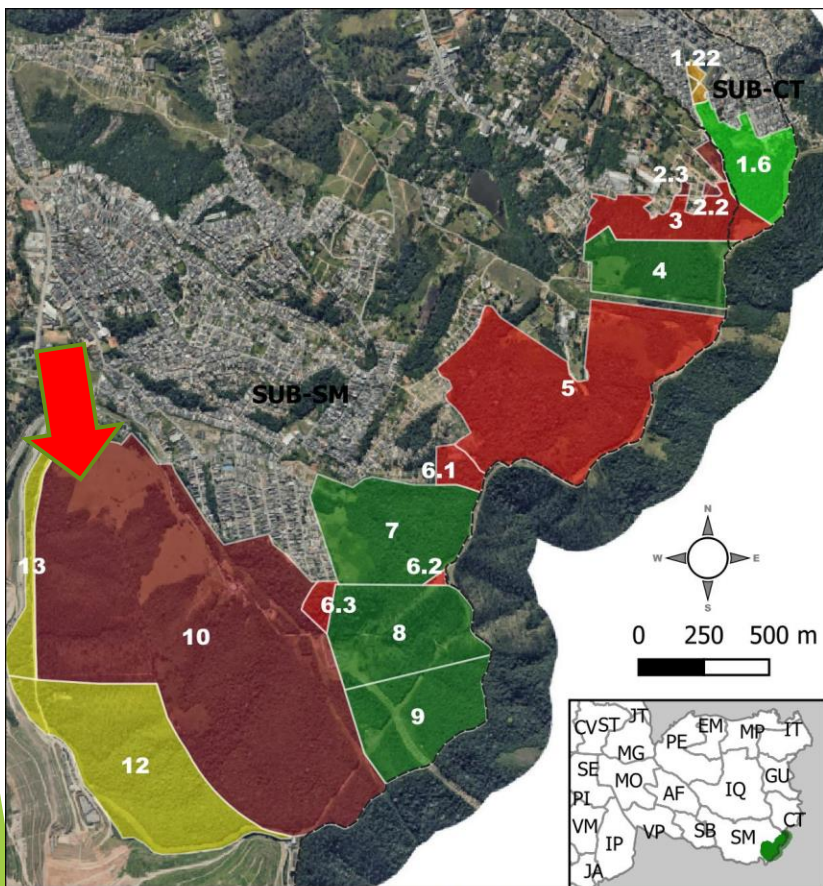 1.22
SUB-CT
1.6
2.3
2.2
3
4
5
SUB-SM
6.1
7
6.2
13
6.3
10
8
9
12
N
W E
S
0 250 500 m
JT
CV ST
EM
MP IT
PE
MG
SE
MO
GU
IQ
AF
PI
CT
VM
VP
SB SM
IP
JA